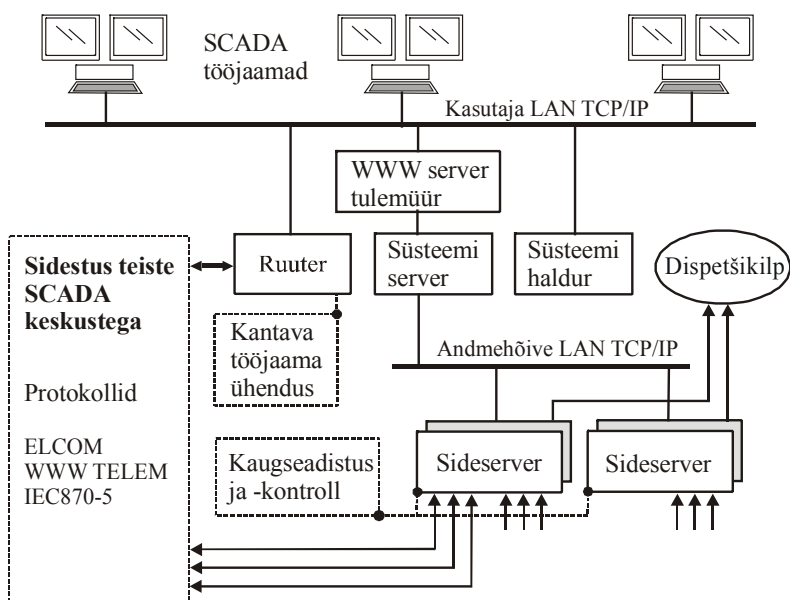 SCADA
tööjaamad
Kasutaja LAN TCP/IP
WWW server
tulemüür
Sidestus teiste
SCADA
keskustega
Ruuter
Süsteemi
server
Süsteemi
haldur
Dispetšikilp
Kantava
tööjaama
ühendus
Andmehõive LAN TCP/IP
Protokollid
ELCOM
WWW TELEM
IEC870-5
Kaugseadistus
ja -kontroll
Sideserver
Sideserver